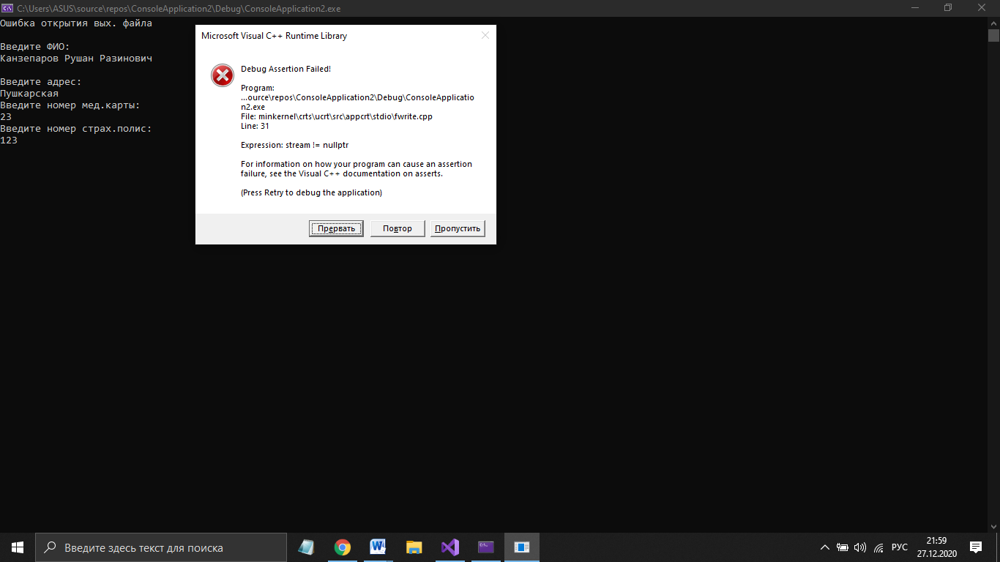 C:\Users\ASUS\source\repos\ConsoleApplication2\Debug\ConsoleApplication2.exe
Ошибка открытия вых. файла
Введите ФИО:
Канзепаров Рушан Разинович
Введите адрес:
Пушкарская
Введите номер мед.карты:
23
Введите номер страх.полис:
123
Microsoft Visual C++ Runtime Library
Debug Assertion Failed!
Program:
...ource\repos\ConsoleApplication2\Debug\ConsoleApplicatio
n2.exe
File: minkernel\crts\ucrt\src\appcrt\stdio\fwrite.cpp
Line: 31
Expression: stream != nullptr
For information on how your program can cause an assertion
failure, see the Visual C++ documentation on asserts.
(Press Retry to debug the application)
Прервать
Повтор
Пропустить
Введите здесь текст для поиска
РУС
21:59
27.12.2020